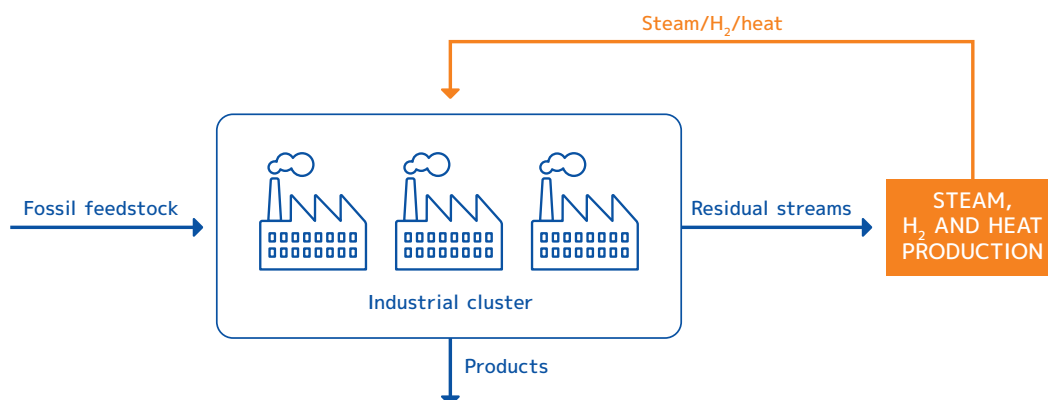 Steam/H₂/heat
Fossil feedstock
Residual streams
STEAM,
H₂ AND HEAT
PRODUCTION
Industrial cluster
Products